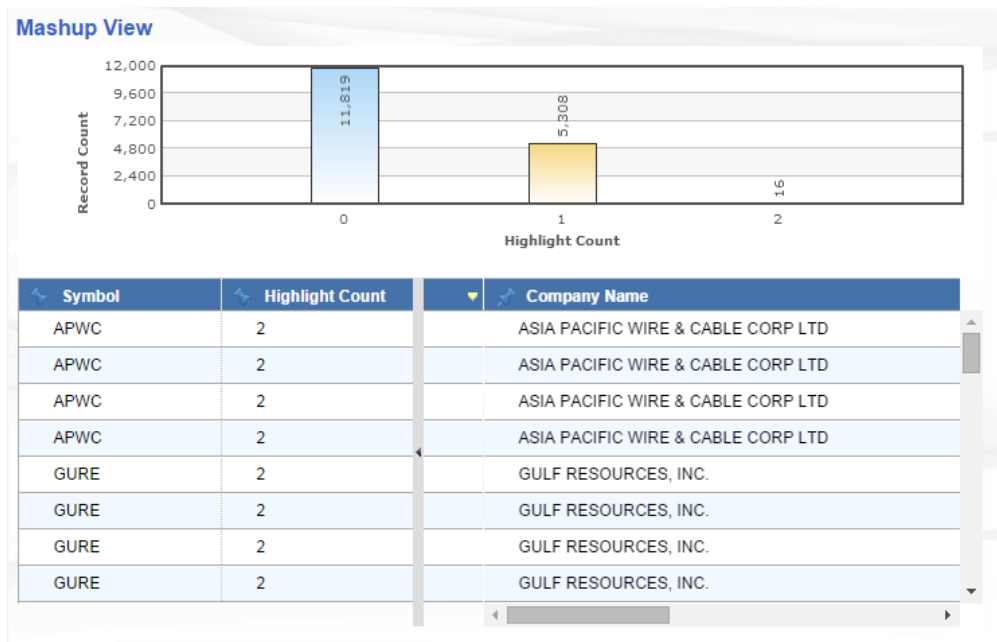 Mashup View
12,000
9,600
7,200
4,800
2,400
0
Record Count
11,819
5,308
16
0 1 2
Highlight Count
Symbol Highlight Count Company Name
APWC 2 ASIA PACIFIC WIRE & CABLE CORP LTD
APWC 2 ASIA PACIFIC WIRE & CABLE CORP LTD
APWC 2 ASIA PACIFIC WIRE & CABLE CORP LTD
APWC 2 ASIA PACIFIC WIRE & CABLE CORP LTD
GURE 2 GULF RESOURCES, INC.
GURE 2 GULF RESOURCES, INC.
GURE 2 GULF RESOURCES, INC.
GURE 2 GULF RESOURCES, INC.